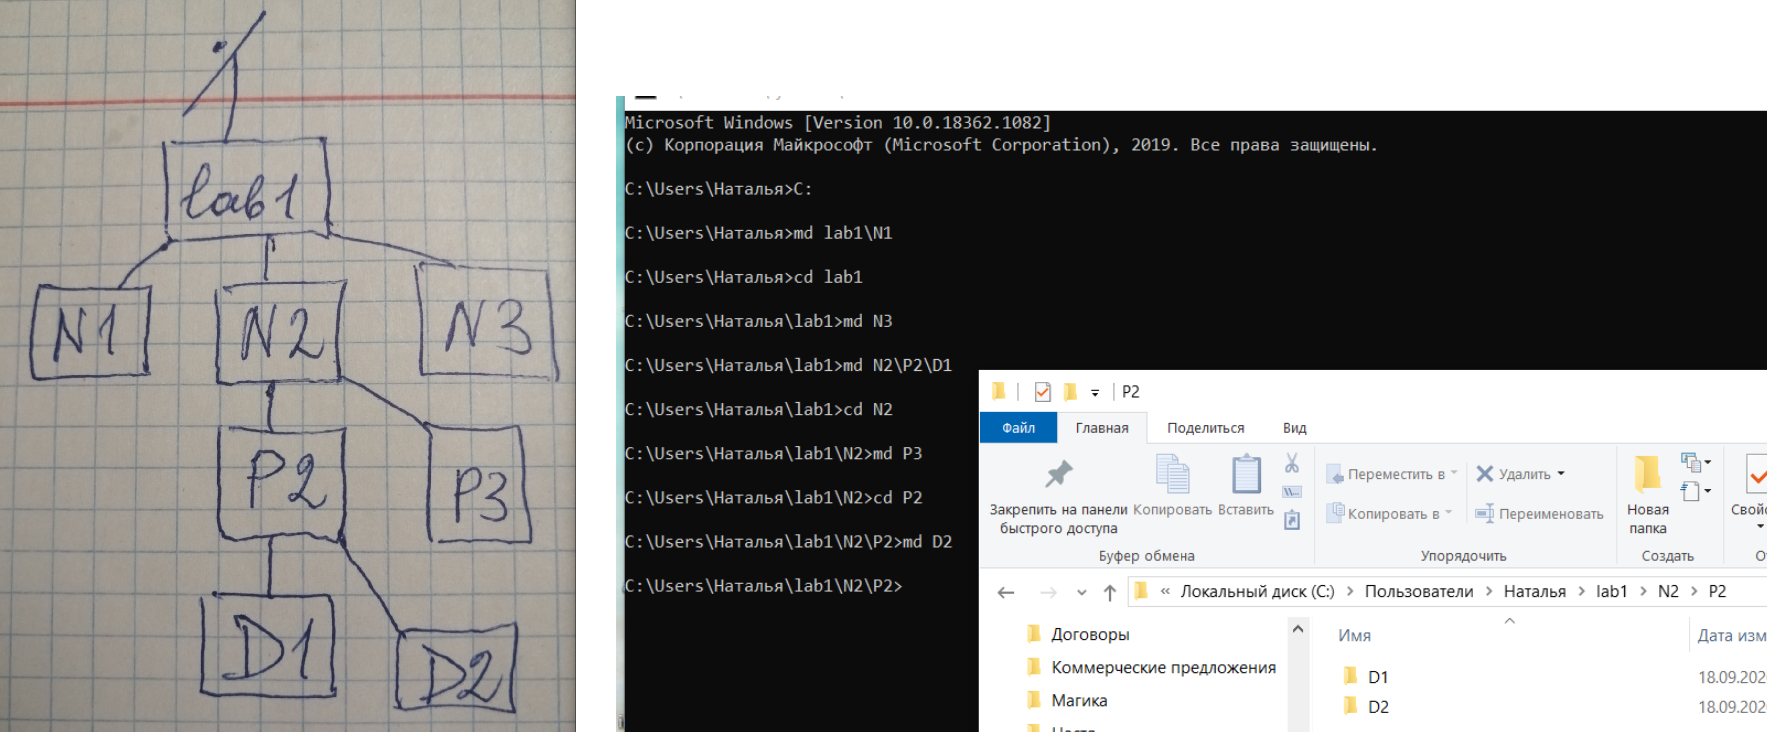 lab1
N1 N2 N3
P2 P3
D1 D2
Microsoft Windows [Version 10.0.18362.1082]
(c) Корпорация Майкрософт (Microsoft Corporation), 2019. Все права защищены.
C:\Users\Наталья>C:
C:\Users\Наталья>md lab1\N1
C:\Users\Наталья>cd lab1
C:\Users\Наталья\lab1>md N3
C:\Users\Наталья\lab1>md N2\P2\D1
C:\Users\Наталья\lab1>cd N2
C:\Users\Наталья\lab1\N2>md P3
C:\Users\Наталья\lab1\N2>cd P2
C:\Users\Наталья\lab1\N2\P2>md D2
C:\Users\Наталья\lab1\N2\P2>
P2
Файл Главная Поделиться Вид
Закрепить на панели
быстрого доступа
Копировать
Вставить
Переместить в
Копировать в
Удалить
Переименовать
Новая
папка
Буфер обмена
Упорядочить
Создать
« Локальный диск (C:) > Пользователи > Наталья > lab1 > N2 > P2
Договоры
Коммерческие предложения
Магика
Имя
Дата изм
D1 18.09.202
D2 18.09.202